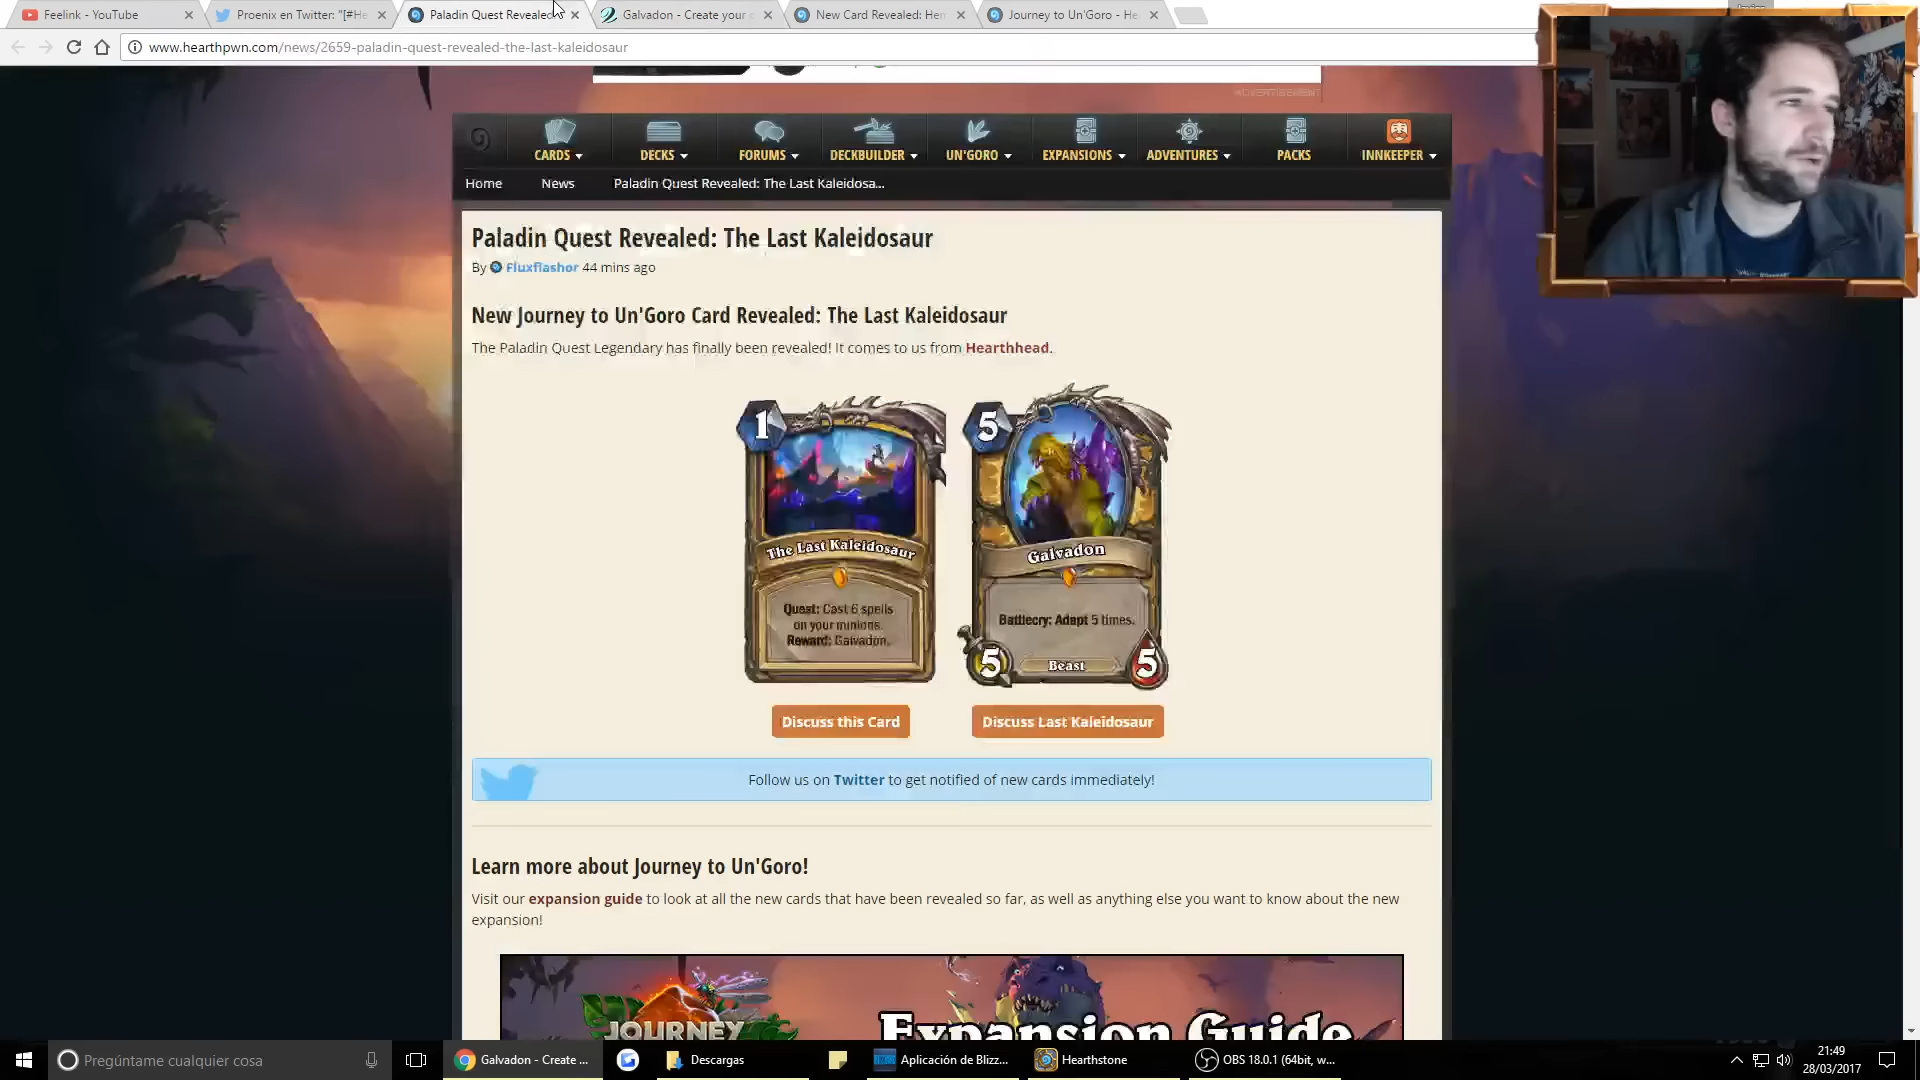 Feelink - YouTube
Proenix en Twitter: "[#He
Paladin Quest Revealed:
Galvadon - Create your
New Card Revealed: Hem
Journey to Un'Goro - He
www.hearthpwn.com/news/2659-paladin-quest-revealed-the-last-kaleidosaur
ADVERTISEMENT
CARDS
DECKS
FORUMS
DECKBUILDER
UN'GORO
EXPANSIONS
ADVENTURES
PACKS
INNKEEPER
Home
News
Paladin Quest Revealed: The Last Kaleidosa...
Paladin Quest Revealed: The Last Kaleidosaur
By Fluxflashor 44 mins ago
New Journey to Un'Goro Card Revealed: The Last Kaleidosaur
The Paladin Quest Legendary has finally been revealed! It comes to us from Hearthhead.
1
The Last Kaleidosaur
Quest: Cast 6 spells
on your minions.
Reward: Galvadon.
5
Galvadon
Battlecry: Adapt 5 times.
5
Beast
5
Discuss this Card
Discuss Last Kaleidosaur
Follow us on Twitter to get notified of new cards immediately!
Learn more about Journey to Un'Goro!
Visit our expansion guide to look at all the new cards that have been revealed so far, as well as anything else you want to know about the new
expansion!
JOURNEY
Expansion Guide
Pregúntame cualquier cosa
Galvadon - Create ...
Descargas
Aplicación de Blizz...
Hearthstone
OBS 18.0.1 (64bit, w...
21:49
28/03/2017